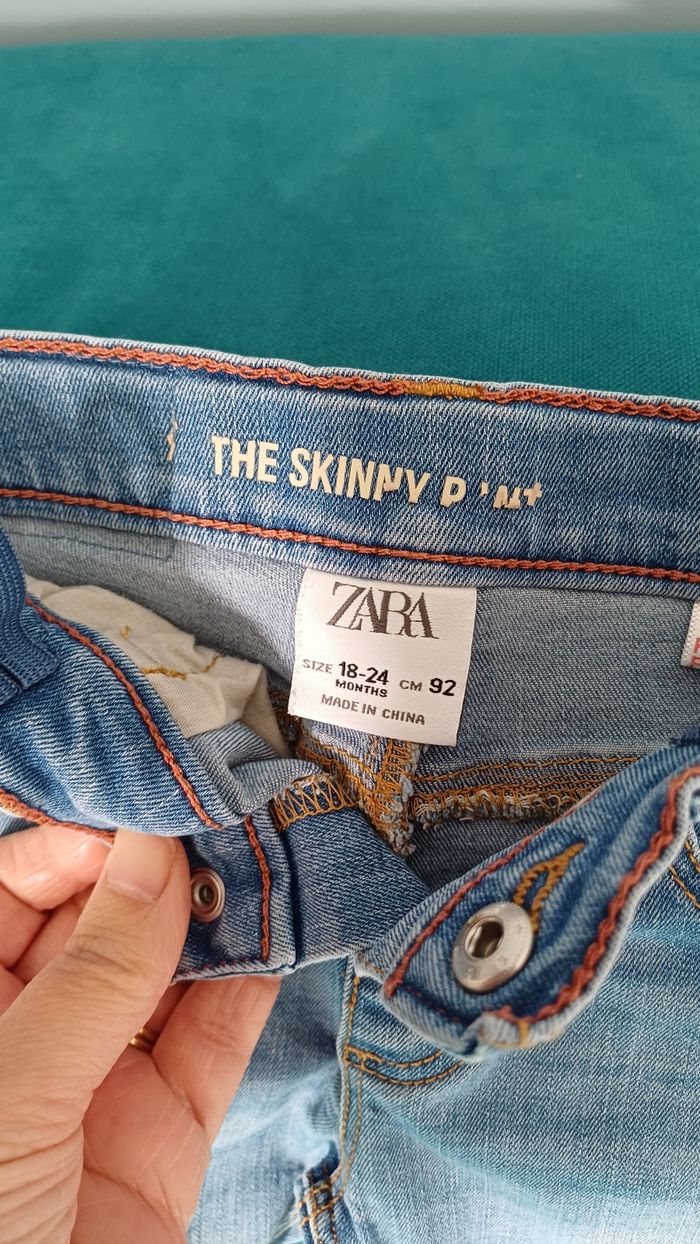 THE SKINNY
ZARA
SIZE 18-24 CM 92
MONTHS
MADE IN CHINA